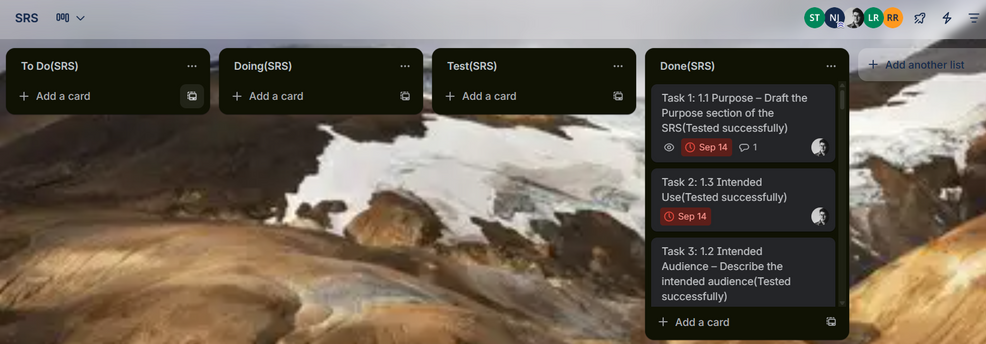 SRS
ST NI LR RR
To Do(SRS)
Add a card
Doing(SRS)
Add a card
Test(SRS)
Add a card
Done(SRS)
Task 1: 1.1 Purpose – Draft the
Purpose section of the
SRS(Tested successfully)
Sep 14
1
Task 2: 1.3 Intended
Use(Tested successfully)
Sep 14
Task 3: 1.2 Intended
Audience – Describe the
intended audience(Tested
successfully)
Add a card
Add another list